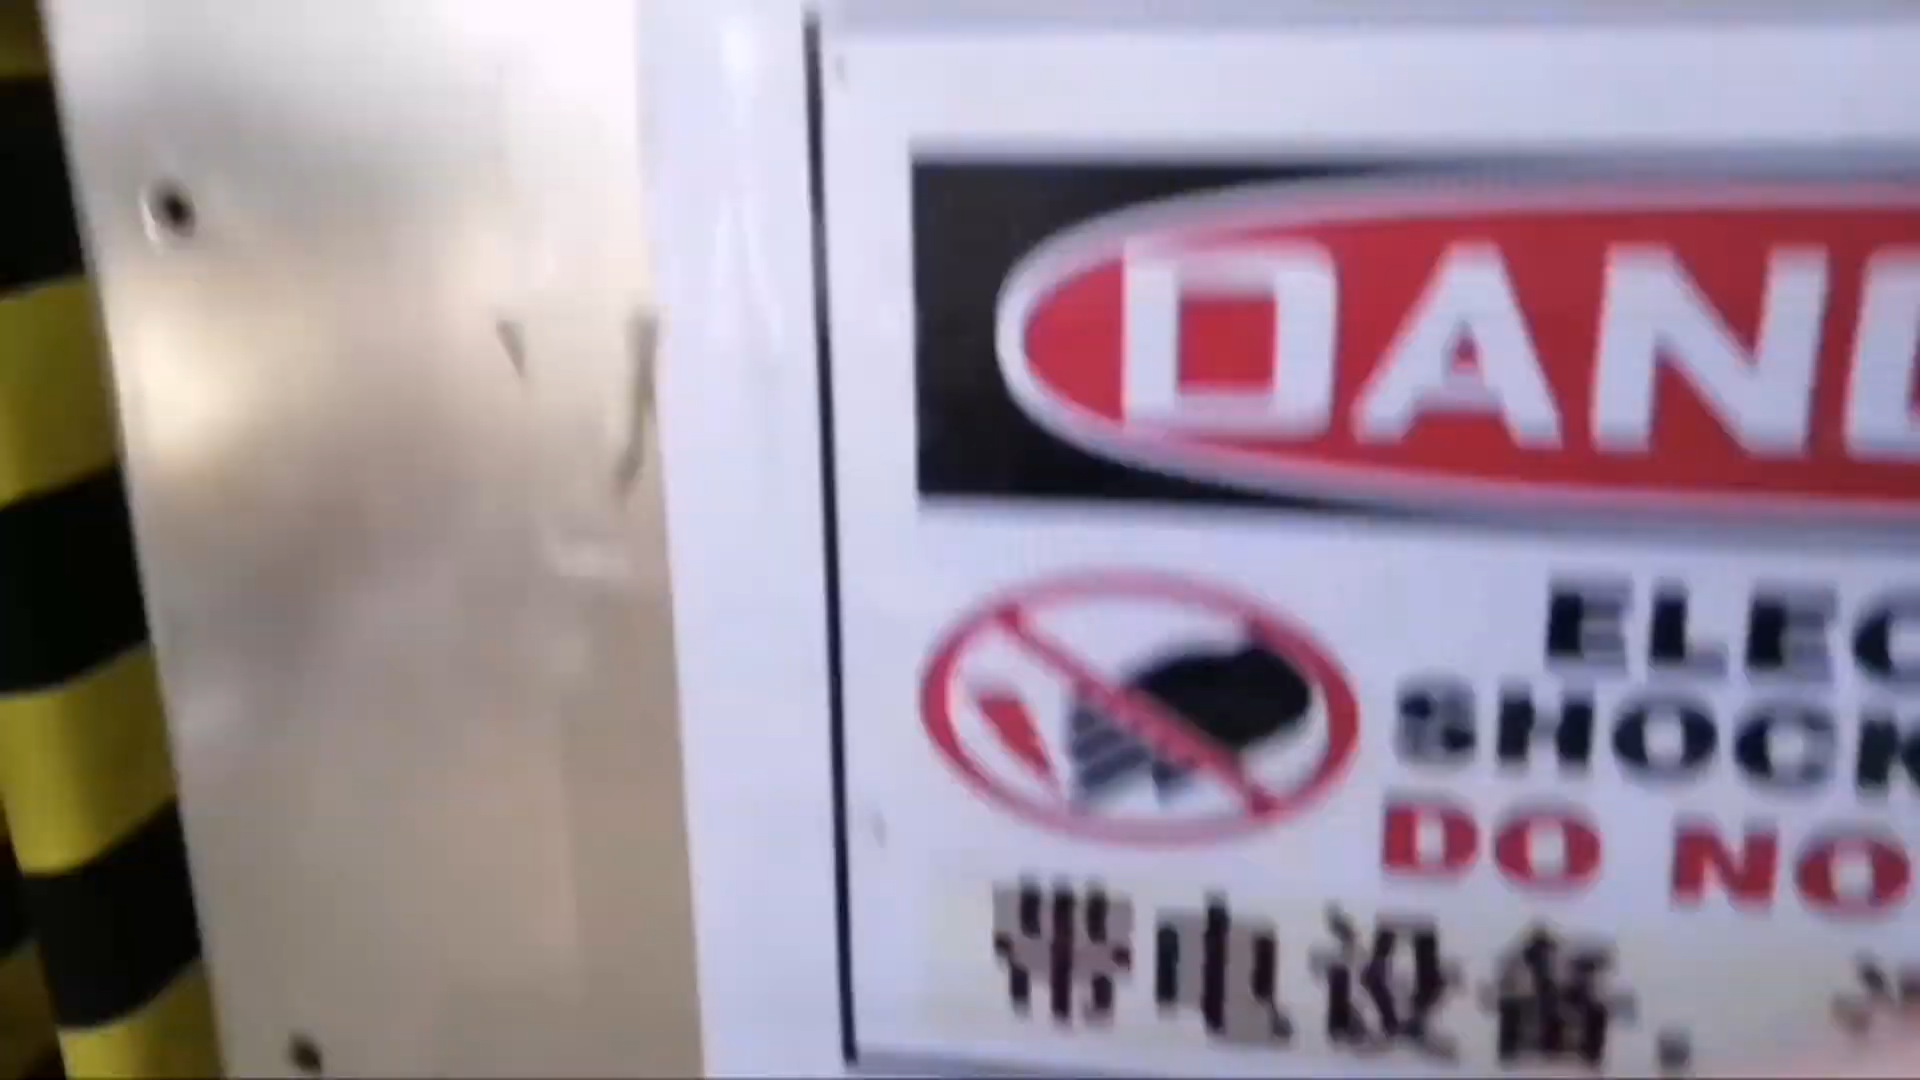 DANG
ELEC
SHOCK
DO NO
带电设备,